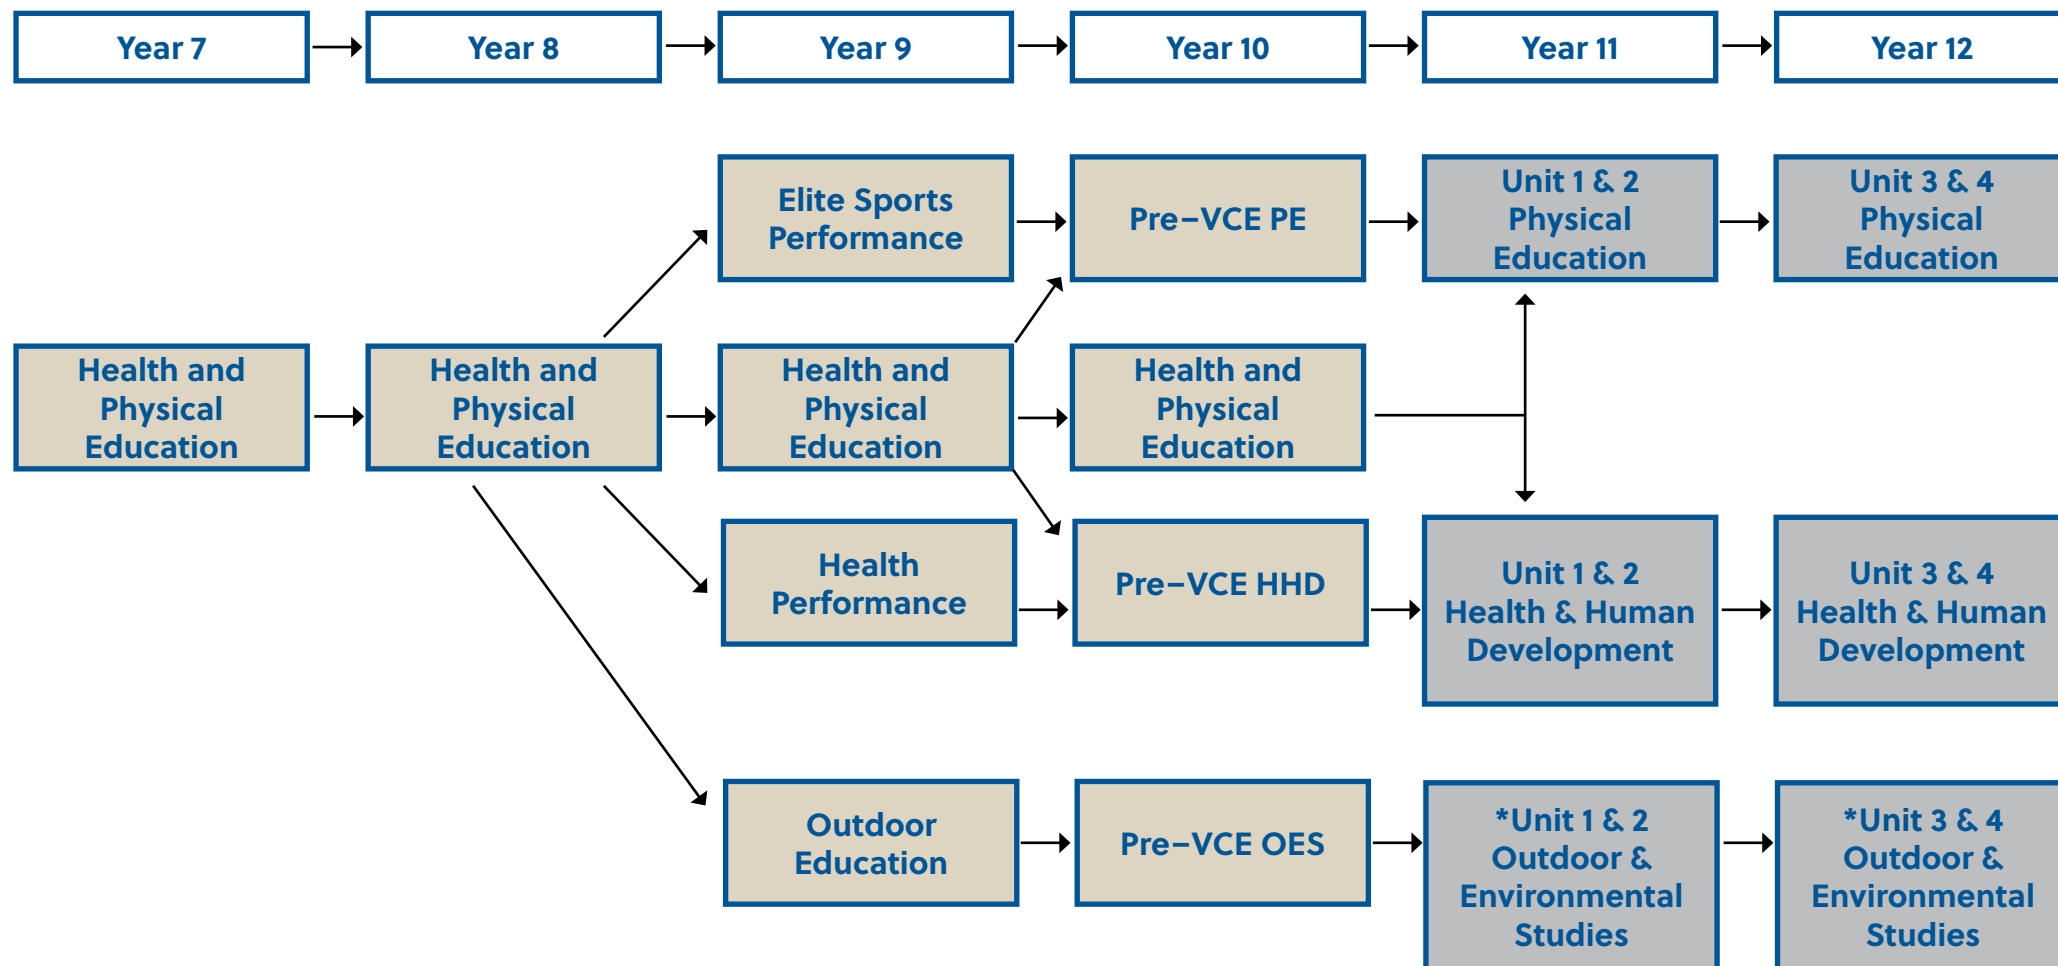 Year 7
Year 8
Year 9
Year 10
Year 11
Year 12
Elite Sports
Performance
Pre–VCE PE
Unit 1 & 2
Physical
Education
Unit 3 & 4
Physical
Education
Health and
Physical
Education
Health and
Physical
Education
Health and
Physical
Education
Health and
Physical
Education
Health
Performance
Pre–VCE HHD
Unit 1 & 2
Health & Human
Development
Unit 3 & 4
Health & Human
Development
Outdoor
Education
Pre–VCE OES
*Unit 1 & 2
Outdoor &
Environmental
Studies
*Unit 3 & 4
Outdoor &
Environmental
Studies